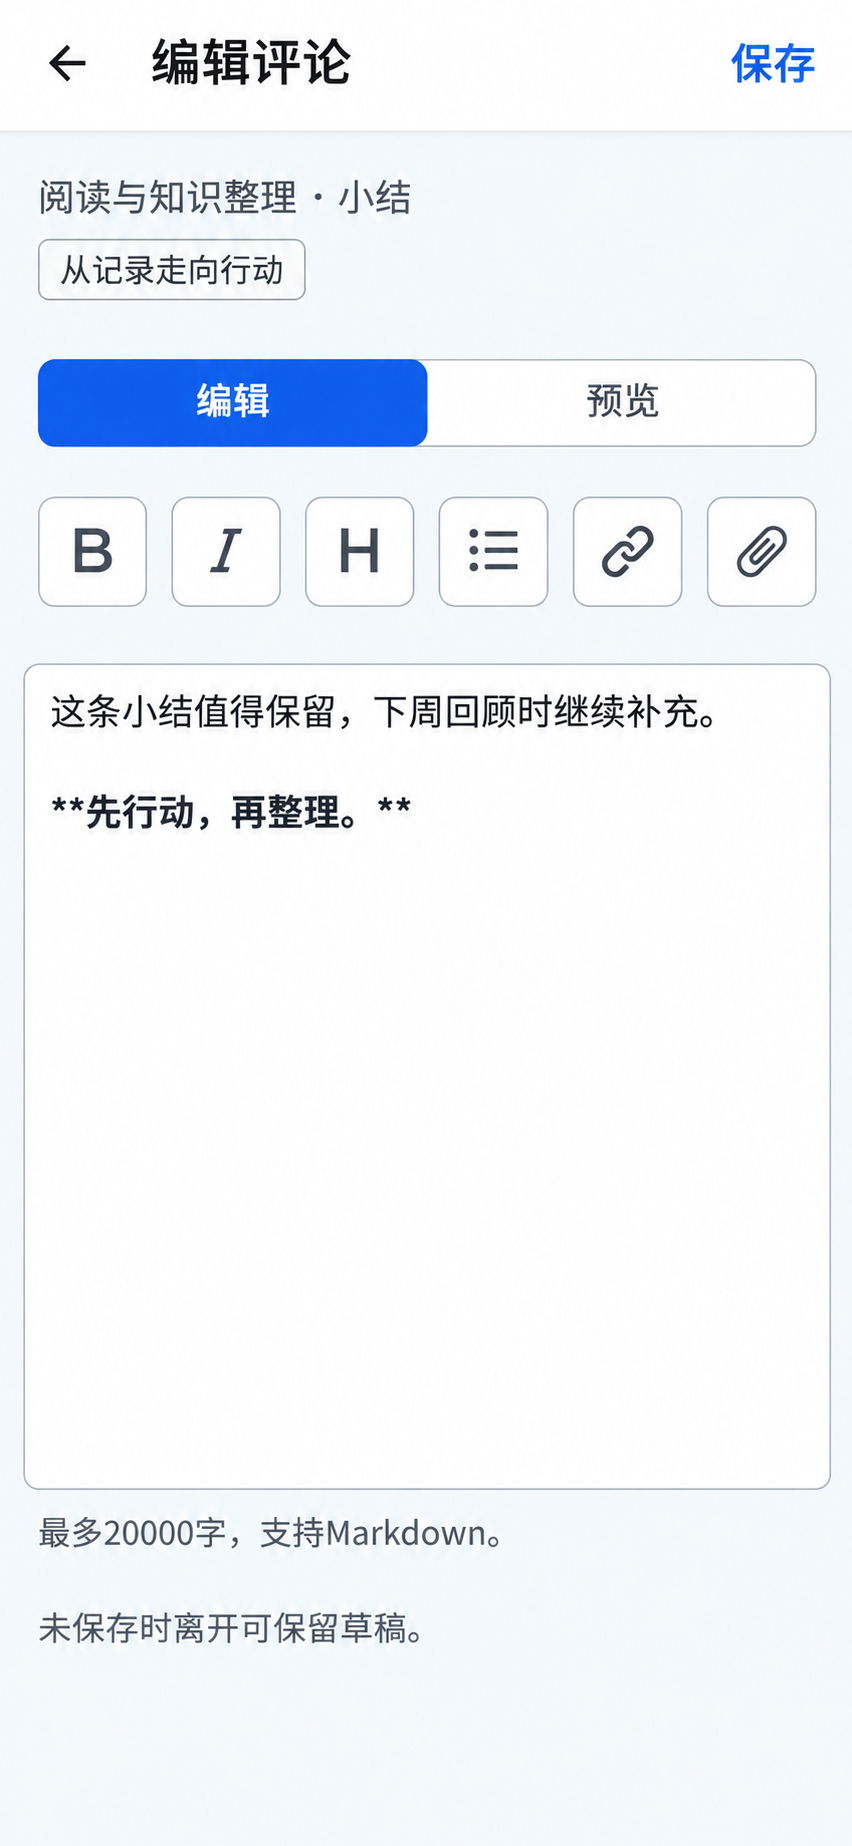 编辑评论
保存
阅读与知识整理・小结
从记录走向行动
编辑
预览
B
I
H
这条小结值得保留，下周回顾时继续补充。
**先行动，再整理。**
最多20000字，支持Markdown。
未保存时离开可保留草稿。